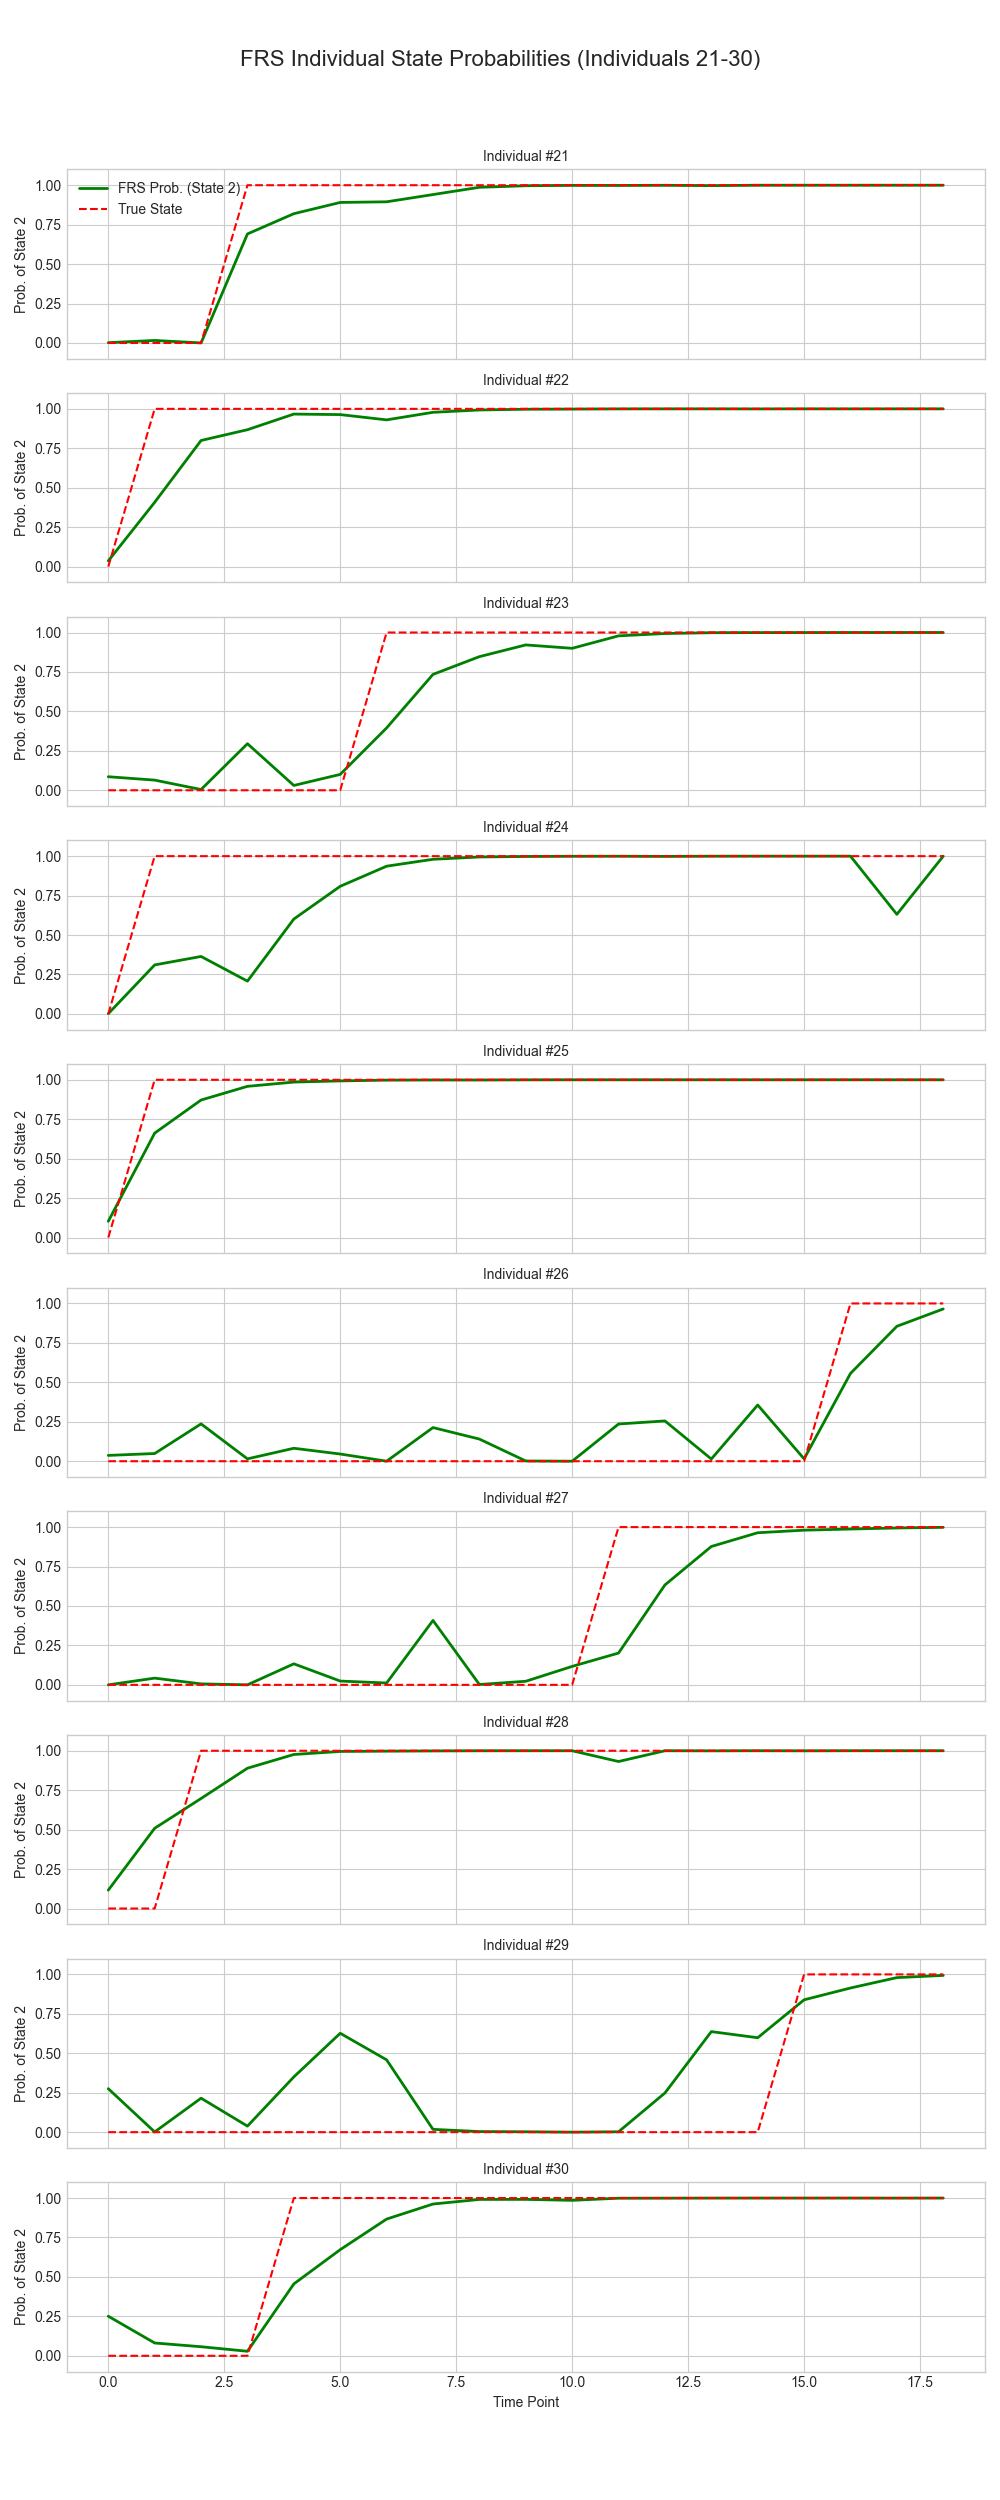 FRS Individual State Probabilities (Individuals 21-30)
Individual #21
FRS Prob. (State 2)
True State
Prob. of State 2
1.00
0.75
0.50
0.25
0.00
Individual #22
Prob. of State 2
1.00
0.75
0.50
0.25
0.00
Individual #23
Prob. of State 2
1.00
0.75
0.50
0.25
0.00
Individual #24
Prob. of State 2
1.00
0.75
0.50
0.25
0.00
Individual #25
Prob. of State 2
1.00
0.75
0.50
0.25
0.00
Individual #26
Prob. of State 2
1.00
0.75
0.50
0.25
0.00
Individual #27
Prob. of State 2
1.00
0.75
0.50
0.25
0.00
Individual #28
Prob. of State 2
1.00
0.75
0.50
0.25
0.00
Individual #29
Prob. of State 2
1.00
0.75
0.50
0.25
0.00
Individual #30
Prob. of State 2
1.00
0.75
0.50
0.25
0.00
0.0 2.5 5.0 7.5 10.0 12.5 15.0 17.5
Time Point